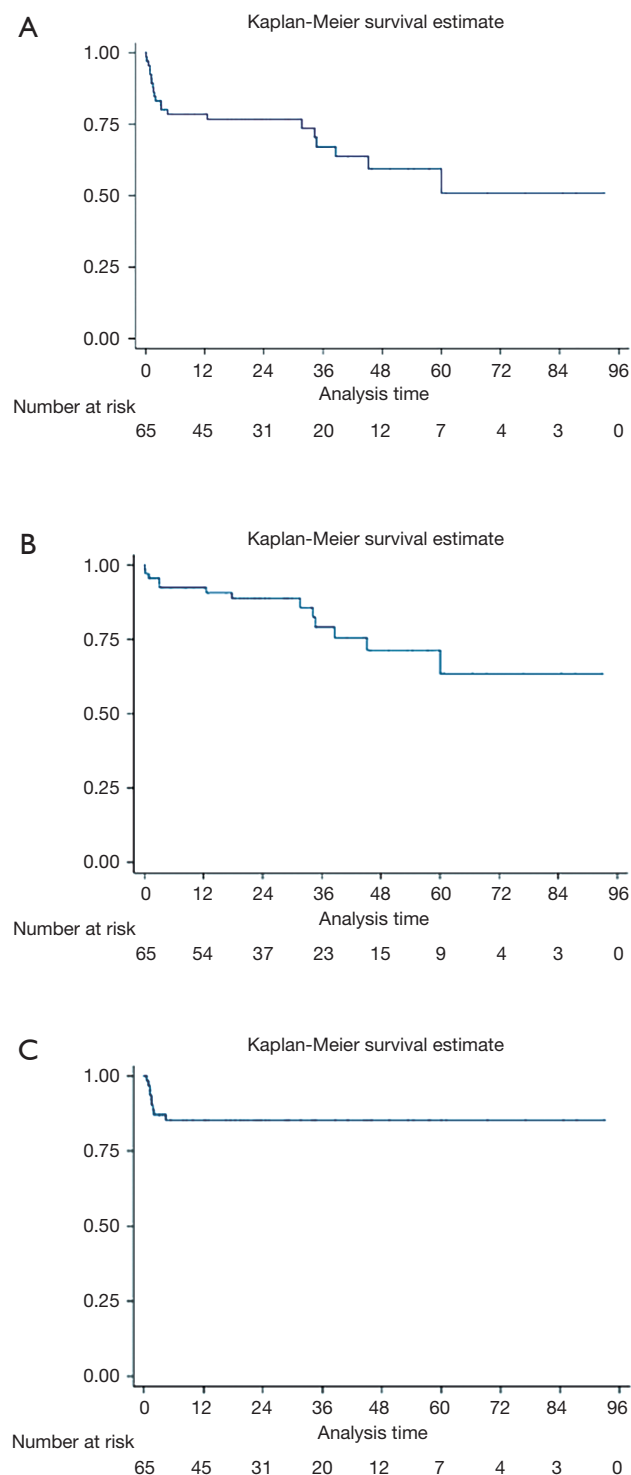 A
Kaplan-Meier survival estimate
1.00
0.75
0.50
0.25
0.00
0 12 24 36 48 60 72 84 96
Analysis time
Number at risk
65 45 31 20 12 7 4 3 0
B
Kaplan-Meier survival estimate
1.00
0.75
0.50
0.25
0.00
0 12 24 36 48 60 72 84 96
Analysis time
Number at risk
65 54 37 23 15 9 4 3 0
C
Kaplan-Meier survival estimate
1.00
0.75
0.50
0.25
0.00
0 12 24 36 48 60 72 84 96
Analysis time
Number at risk
65 45 31 20 12 7 4 3 0